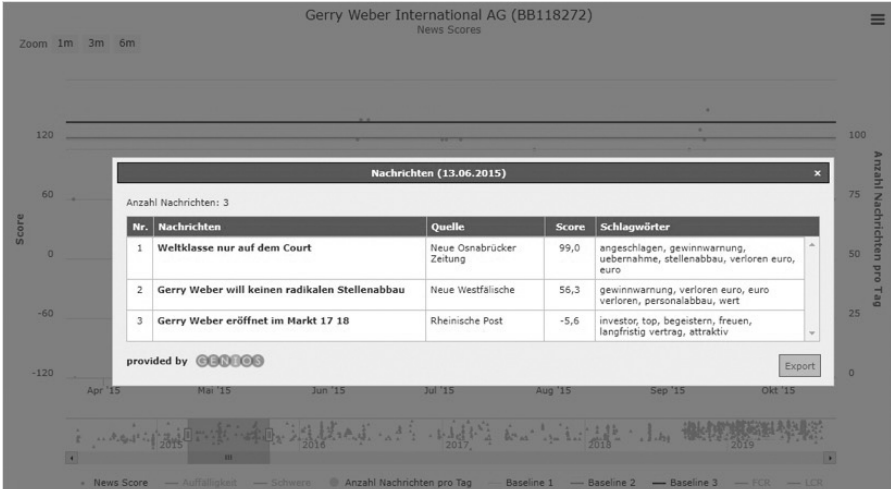 Gerry Weber International AG (BB118272)
News Scores
Zoom 1m 3m 6m
120
60
0
-60
-120
Score
100
75
50
25
0
Anzahl Nachrichten pro Tag
Nachrichten (13.06.2015) ×
Anzahl Nachrichten: 3
Nr. Nachrichten Quelle Score Schlagwörter
1 Weltklasse nur auf dem Court Neue Osnabrücker Zeitung 99,0 angeschlagen, gewinnwarnung, uebernahme, stellenabbau, verloren euro, euro
2 Gerry Weber will keinen radikalen Stellenabbau Neue Westfälische 56,3 gewinnwarnung, verloren euro, euro verloren, personalabbau, wert
3 Gerry Weber eröffnet im Markt 17 18 Rheinische Post -5,6 investor, top, begeistern, freuen, langfristig vertrag, attraktiv
provided by GENIOS
Export
Apr '15 Mai '15 Jun '15 Jul '15 Aug '15 Sep '15 Okt '15
2015 2016 2017 2018 2019
News Score Auffälligkeit Schwere Anzahl Nachrichten pro Tag Baseline 1 Baseline 2 Baseline 3 FCR LCR